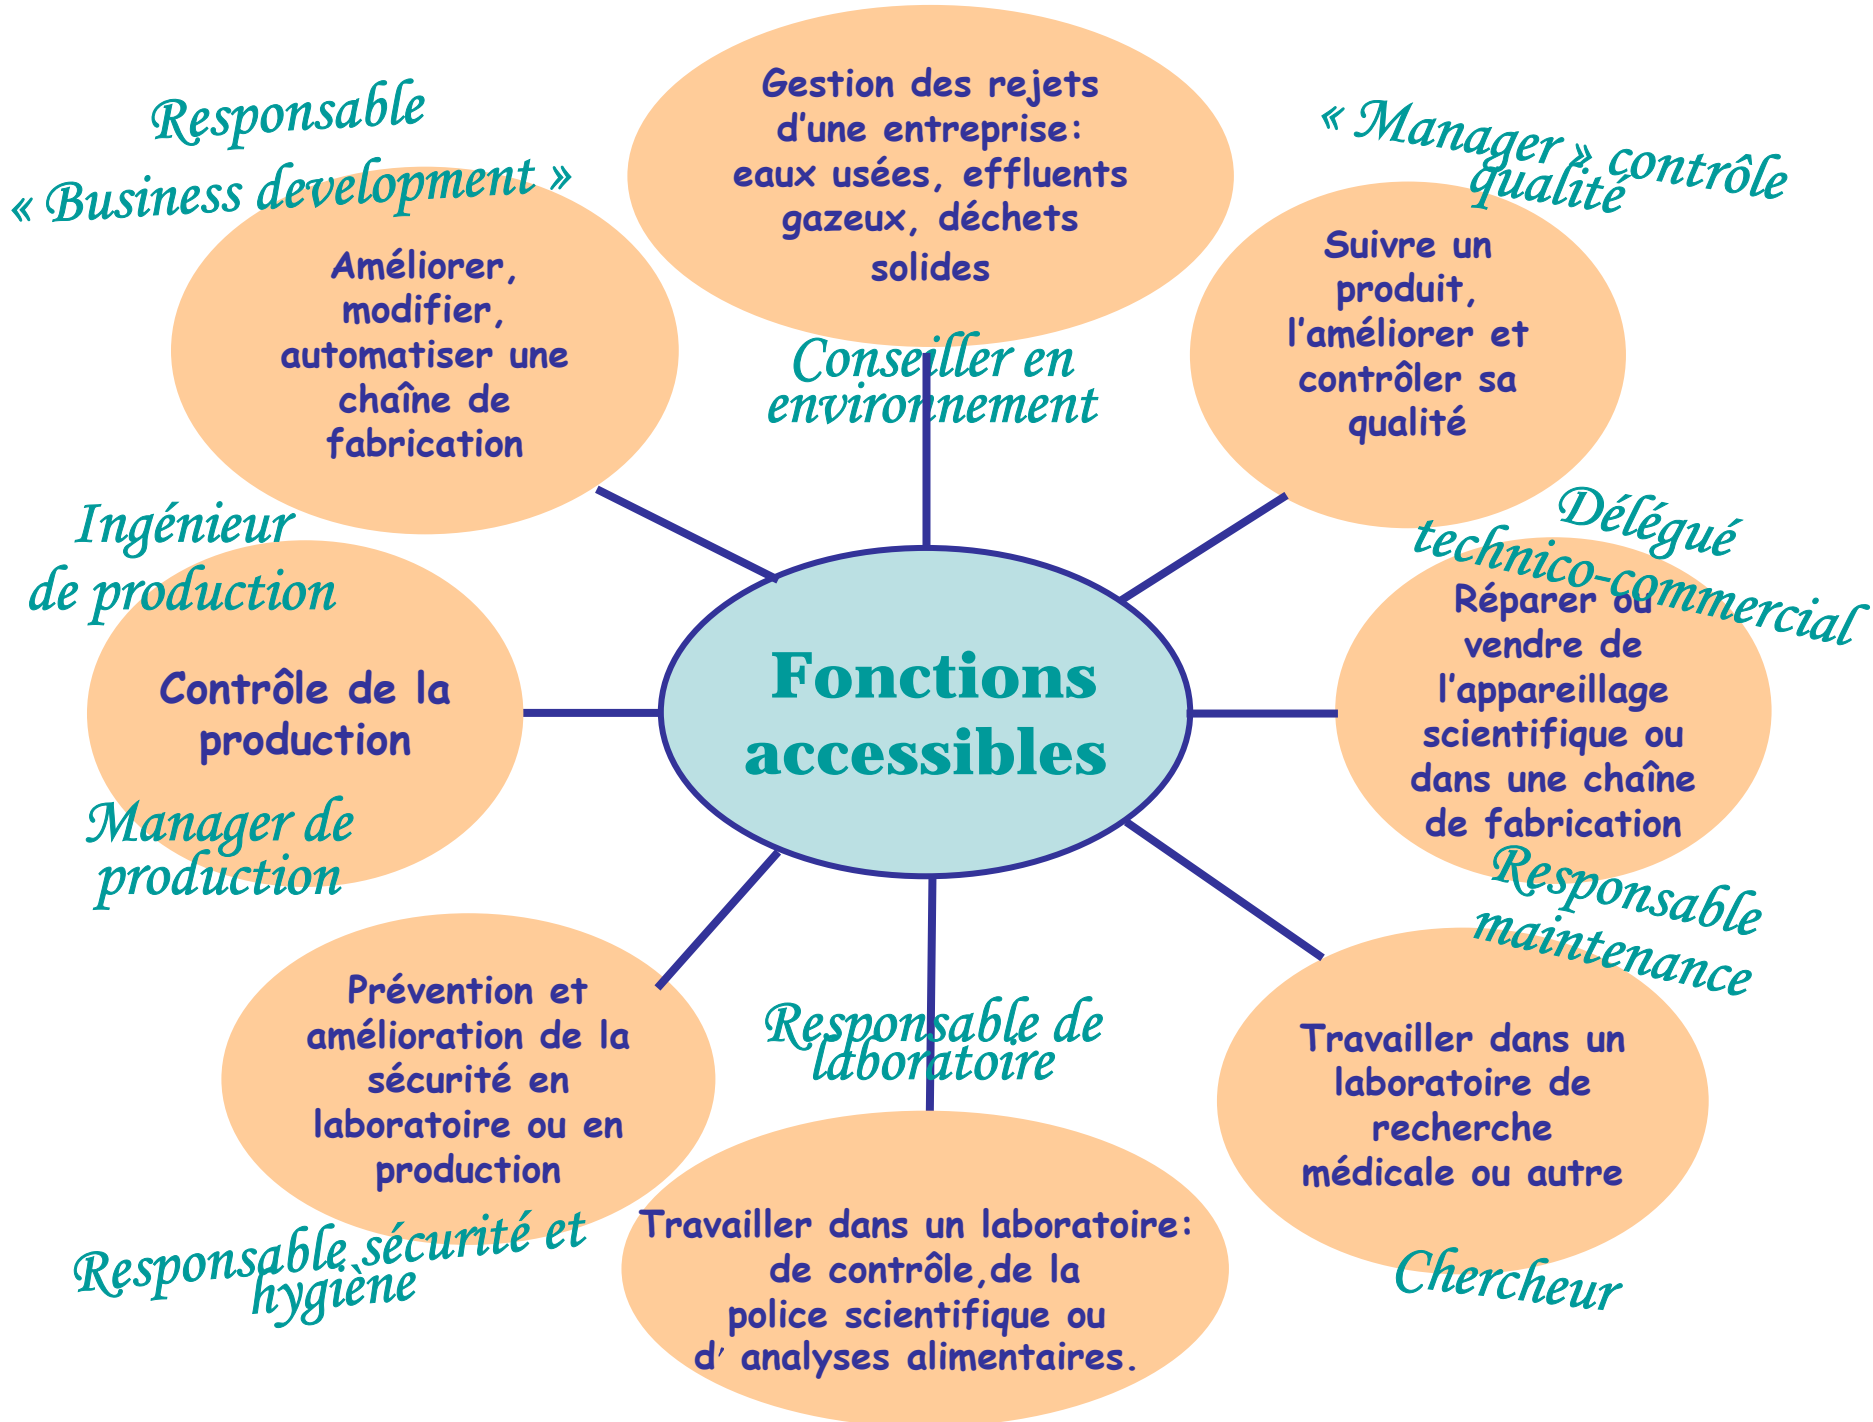 Gestion des rejets
d'une entreprise:
eaux usées, effluents
gazeux, déchets
solides
Conseiller en
environnement
« Manager » contrôle
qualité
Suivre un
produit,
l'améliorer et
contrôler sa
qualité
Délégué
technico-commercial
Réparer ou
vendre de
l'appareillage
scientifique ou
dans une chaîne
de fabrication
Responsable
maintenance
Travailler dans un
laboratoire de
recherche
médicale ou autre
Chercheur
Responsable de
laboratoire
Travailler dans un laboratoire:
de contrôle,de la
police scientifique ou
d' analyses alimentaires.
Prévention et
amélioration de la
sécurité en
laboratoire ou en
production
Responsable sécurité et
hygiène
Ingénieur
de production
Contrôle de la
production
Manager de
production
Responsable
« Business development »
Améliorer,
modifier,
automatiser une
chaîne de
fabrication
Fonctions
accessibles